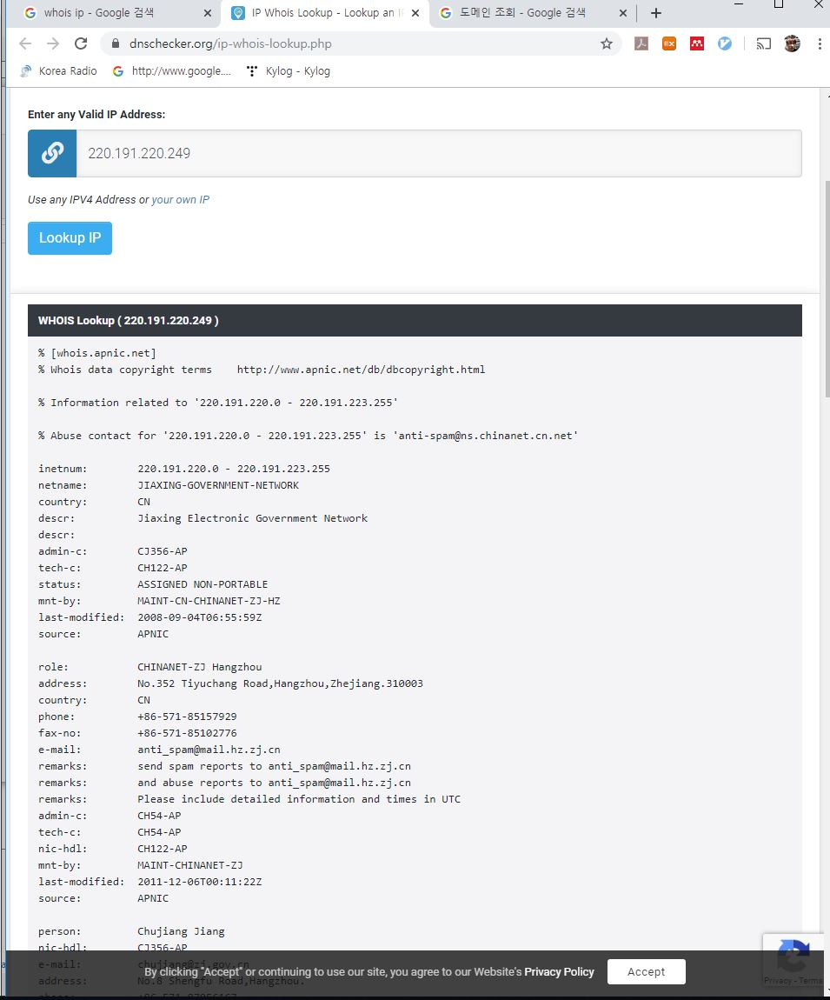 whois ip - Google 검색
IP Whois Lookup - Lookup an IP
도메인 조회 - Google 검색
dnschecker.org/ip-whois-lookup.php
Korea Radio
http://www.google....
Kylog - Kylog
Enter any Valid IP Address:
220.191.220.249
Use any IPV4 Address or your own IP
Lookup IP
WHOIS Lookup ( 220.191.220.249 )
% [whois.apnic.net]
% Whois data copyright terms    http://www.apnic.net/db/dbcopyright.html
% Information related to '220.191.220.0 - 220.191.223.255'
% Abuse contact for '220.191.220.0 - 220.191.223.255' is 'anti-spam@ns.chinanet.cn.net'
inetnum:        220.191.220.0 - 220.191.223.255
netname:        JIAXING-GOVERNMENT-NETWORK
country:        CN
descr:          Jiaxing Electronic Government Network
descr:
admin-c:        CJ356-AP
tech-c:         CH122-AP
status:         ASSIGNED NON-PORTABLE
mnt-by:         MAINT-CN-CHINANET-ZJ-HZ
last-modified:  2008-09-04T06:55:59Z
source:         APNIC
role:           CHINANET-ZJ Hangzhou
address:        No.352 Tiyuchang Road,Hangzhou,Zhejiang.310003
country:        CN
phone:          +86-571-85157929
fax-no:         +86-571-85102776
e-mail:         anti_spam@mail.hz.zj.cn
remarks:        send spam reports to anti_spam@mail.hz.zj.cn
remarks:        and abuse reports to anti_spam@mail.hz.zj.cn
remarks:        Please include detailed information and times in UTC
admin-c:        CH54-AP
tech-c:         CH54-AP
nic-hdl:        CH122-AP
mnt-by:         MAINT-CHINANET-ZJ
last-modified:  2011-12-06T00:11:22Z
source:         APNIC
person:         Chujiang Jiang
nic-hdl:        CJ356-AP
e-mail:         chujiang@zj.gov.cn
By clicking "Accept" or continuing to use our site, you agree to our Website's Privacy Policy
Accept
address:        No.8 Shengfu Road,Hangzhou.
Privacy - Terms